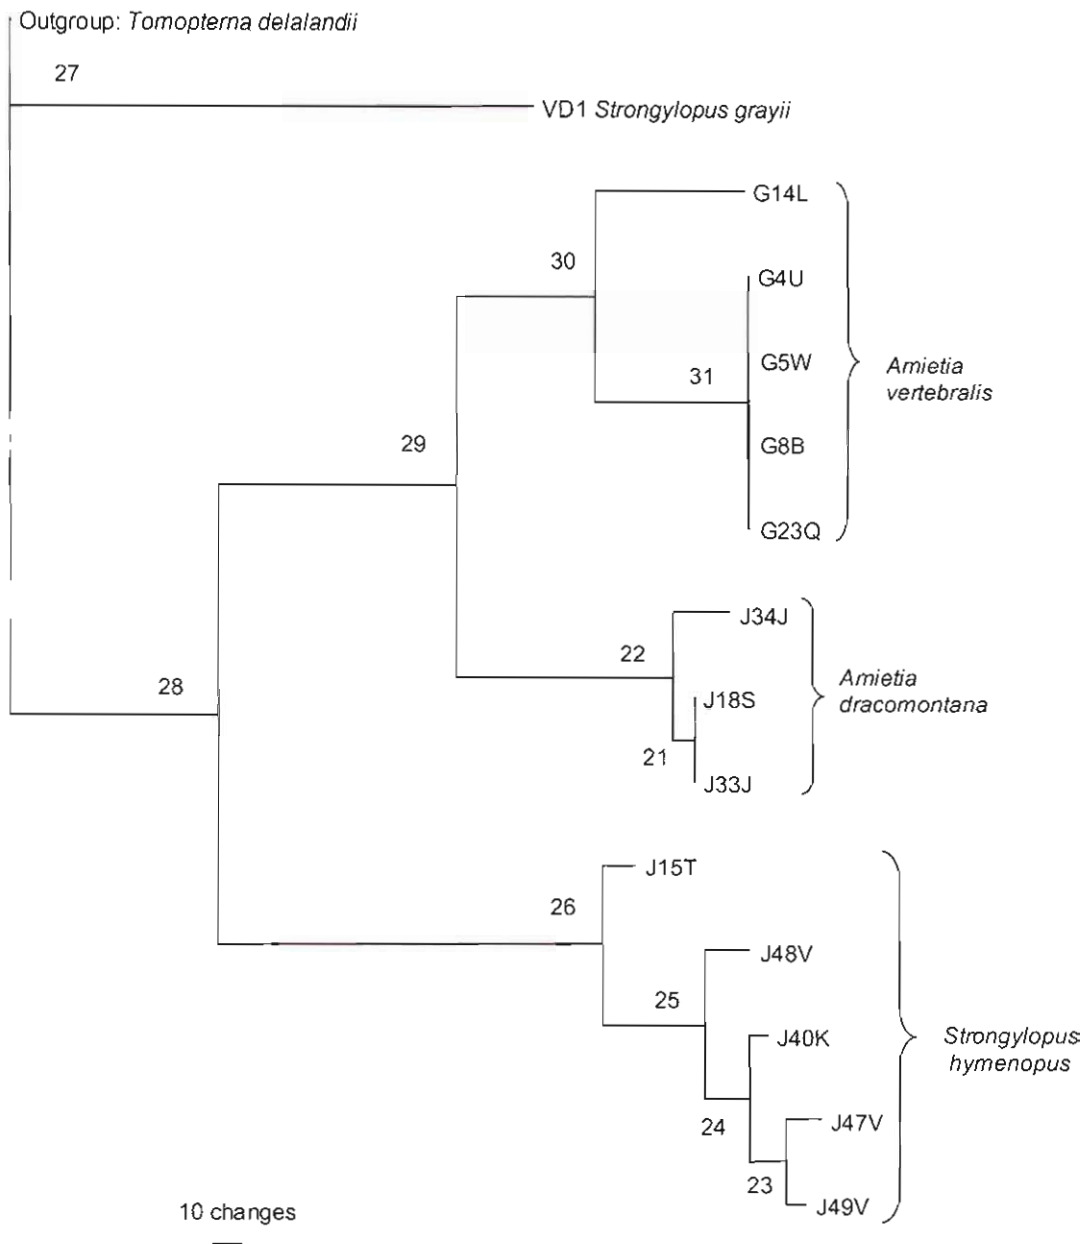 Outgroup: Tomopterna delalandii
27
VD1 Strongylopus grayii
G14L
30
G4U
G5W
31
Amietia
vertebralis
29
G8B
G23Q
J34J
22
Amietia
dracomontana
28
J18S
21
J33J
J15T
26
J48V
25
J40K
Strongylopus
hymenopus
24
J47V
23
J49V
10 changes